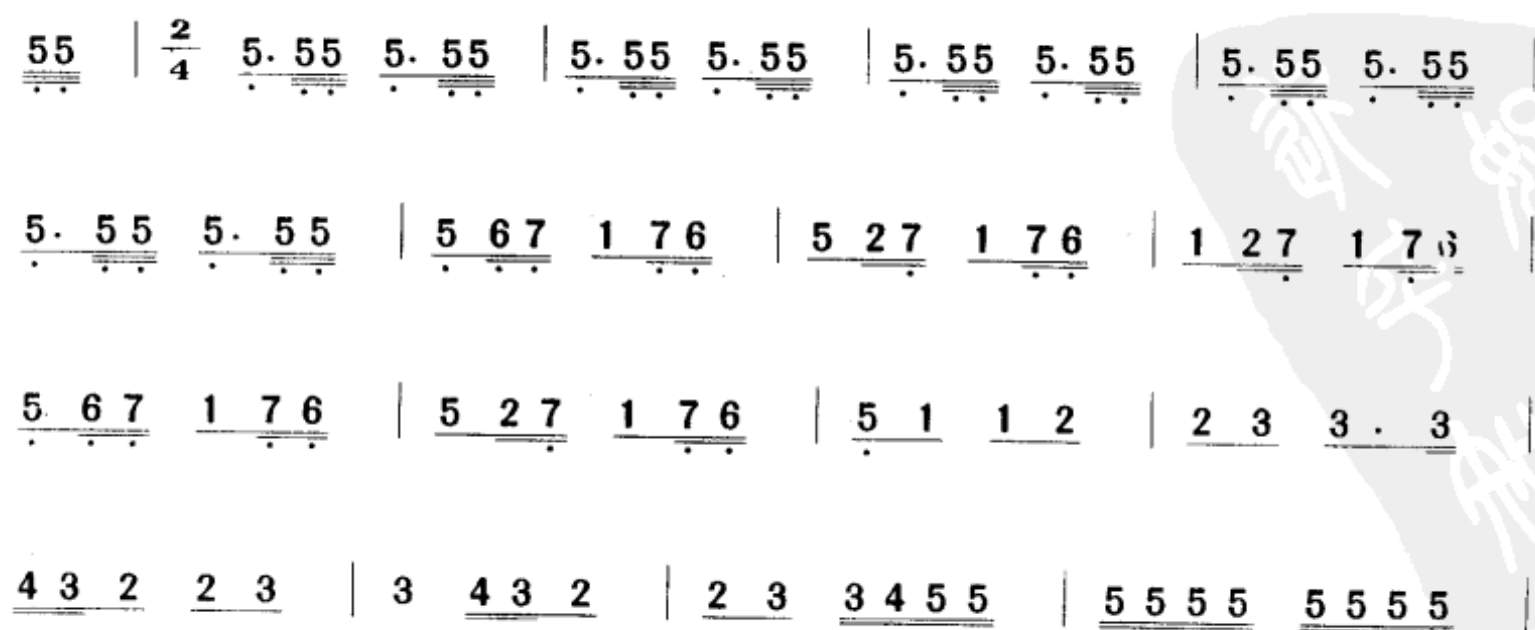 55 | 2/4 5. 55 5. 55 | 5. 55 5. 55 | 5. 55 5. 55 | 5. 55 5. 55 |
5. 55 5. 55 | 5 67 1 76 | 5 27 1 76 | 1 27 1 76 |
5 67 1 76 | 5 27 1 76 | 5 1 1 2 | 2 3 3 . 3 |
4 3 2 2 3 | 3 4 3 2 | 2 3 3 4 5 5 | 5 5 5 5 5 5 5 5 |